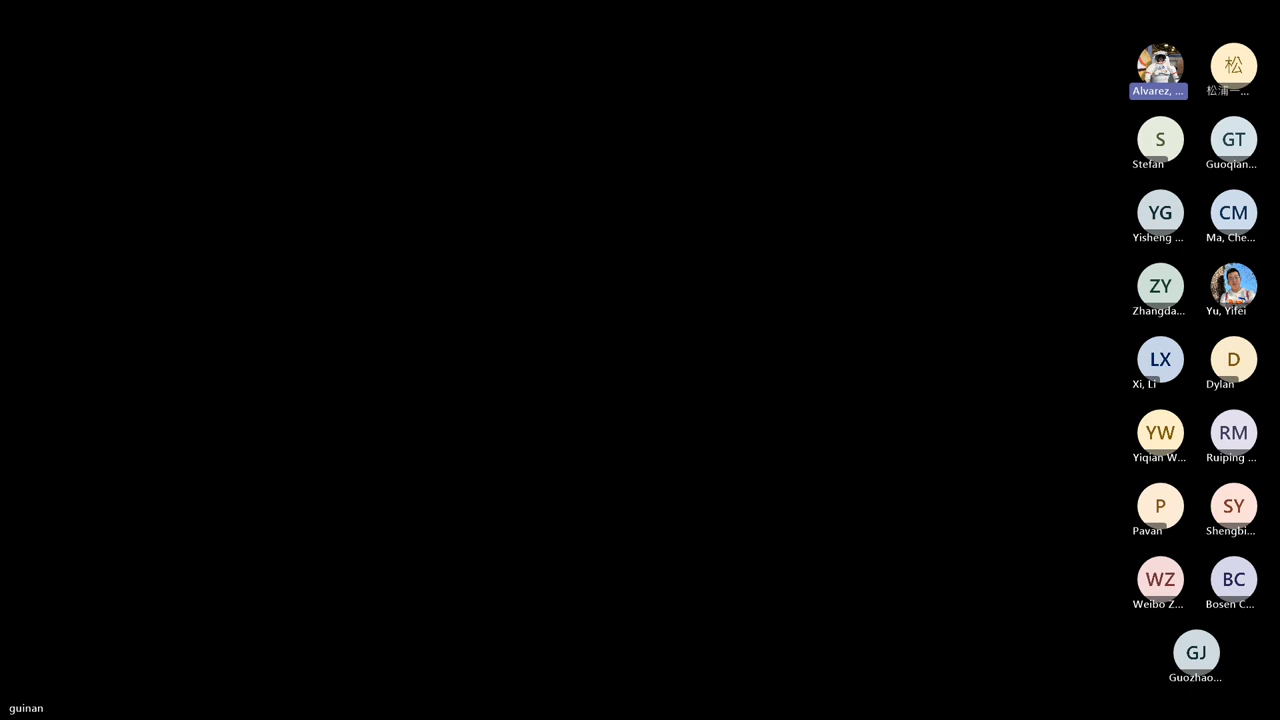 Alvarez, ...
松
松浦一...
S
Stefan
GT
Guoqian...
YG
Yisheng ...
CM
Ma, Che...
ZY
Zhangda...
Yu, Yifei
LX
Xi, Li
D
Dylan
YW
Yiqian W...
RM
Ruiping ...
P
Pavan
SY
Shengbi...
WZ
Weibo Z...
BC
Bosen C...
GJ
Guozhao...
guinan